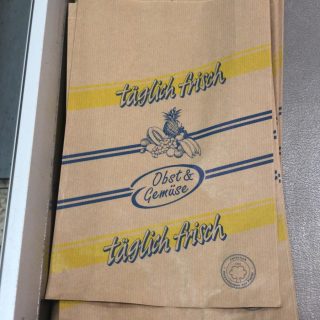 täglich frisch
Obst &
Gemüse
täglich frisch